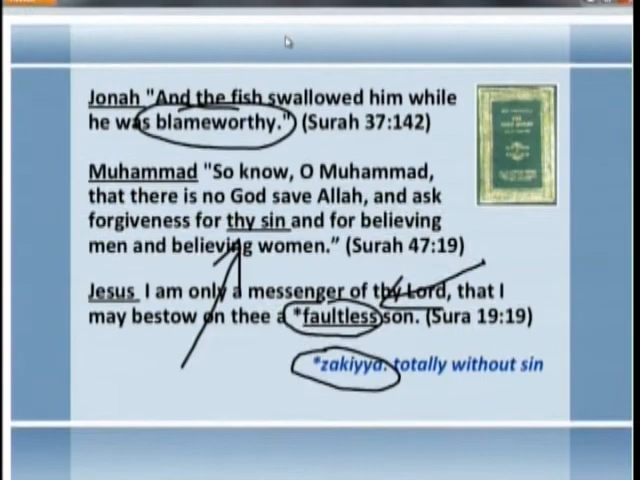 Jonah "And the fish swallowed him while
he was blameworthy." (Surah 37:142)
Muhammad "So know, O Muhammad,
that there is no God save Allah, and ask
forgiveness for thy sin and for believing
men and believing women.” (Surah 47:19)
Jesus I am only a messenger of thy Lord, that I
may bestow on thee a *faultless son. (Sura 19:19)
*zakiyya: totally without sin